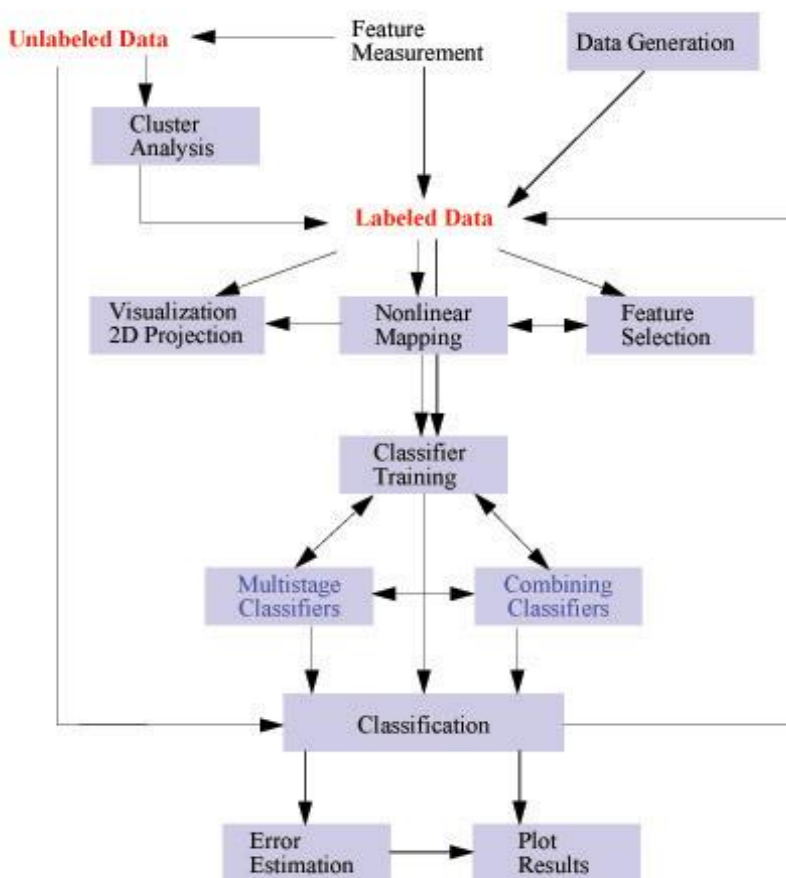 Unlabeled Data
Feature
Measurement
Data Generation
Cluster
Analysis
Labeled Data
Visualization
2D Projection
Nonlinear
Mapping
Feature
Selection
Classifier
Training
Multistage
Classifiers
Combining
Classifiers
Classification
Error
Estimation
Plot
Results